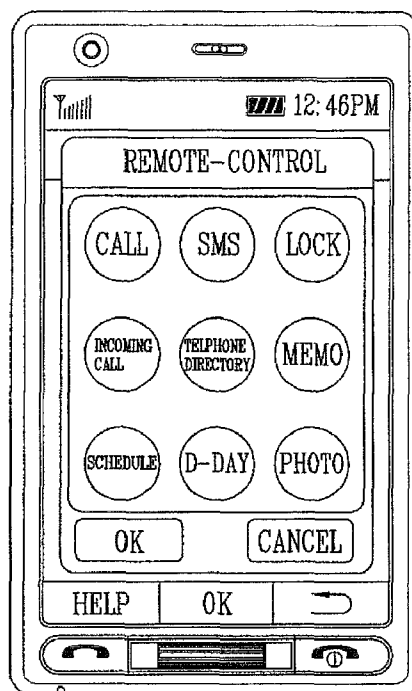 12:46PM
REMOTE-CONTROL
CALL SMS LOCK
INCOMING CALL
TELPHONE DIRECTORY
MEMO
SCHEDULE D-DAY PHOTO
OK CANCEL
HELP OK